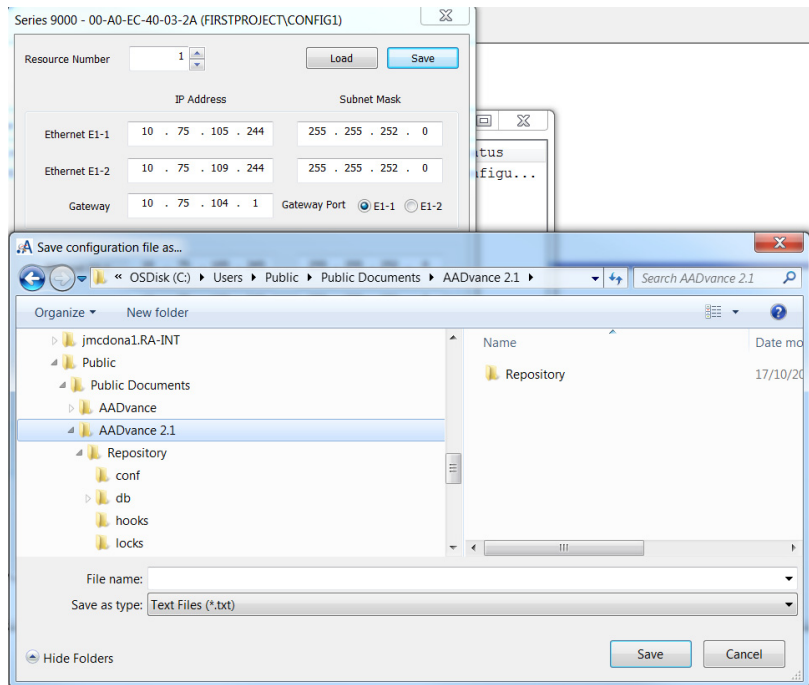 Series 9000 - 00-A0-EC-40-03-2A (FIRSTPROJECT\CONFIG1)
Resource Number 1 Load Save
IP Address Subnet Mask
Ethernet E1-1 10 . 75 . 105 . 244 255 . 255 . 252 . 0
Ethernet E1-2 10 . 75 . 109 . 244 255 . 255 . 252 . 0
Gateway 10 . 75 . 104 . 1 Gateway Port E1-1 E1-2
tus
nfigu...
Save configuration file as...
« OSDisk (C:) Users Public Public Documents AADvance 2.1 Search AADvance 2.1
Organize New folder
jmcdona1.RA-INT
Public
Public Documents
AADvance
AADvance 2.1
Repository
conf
db
hooks
locks
Name Date mo
Repository 17/10/20
File name:
Save as type: Text Files (*.txt)
Hide Folders Save Cancel